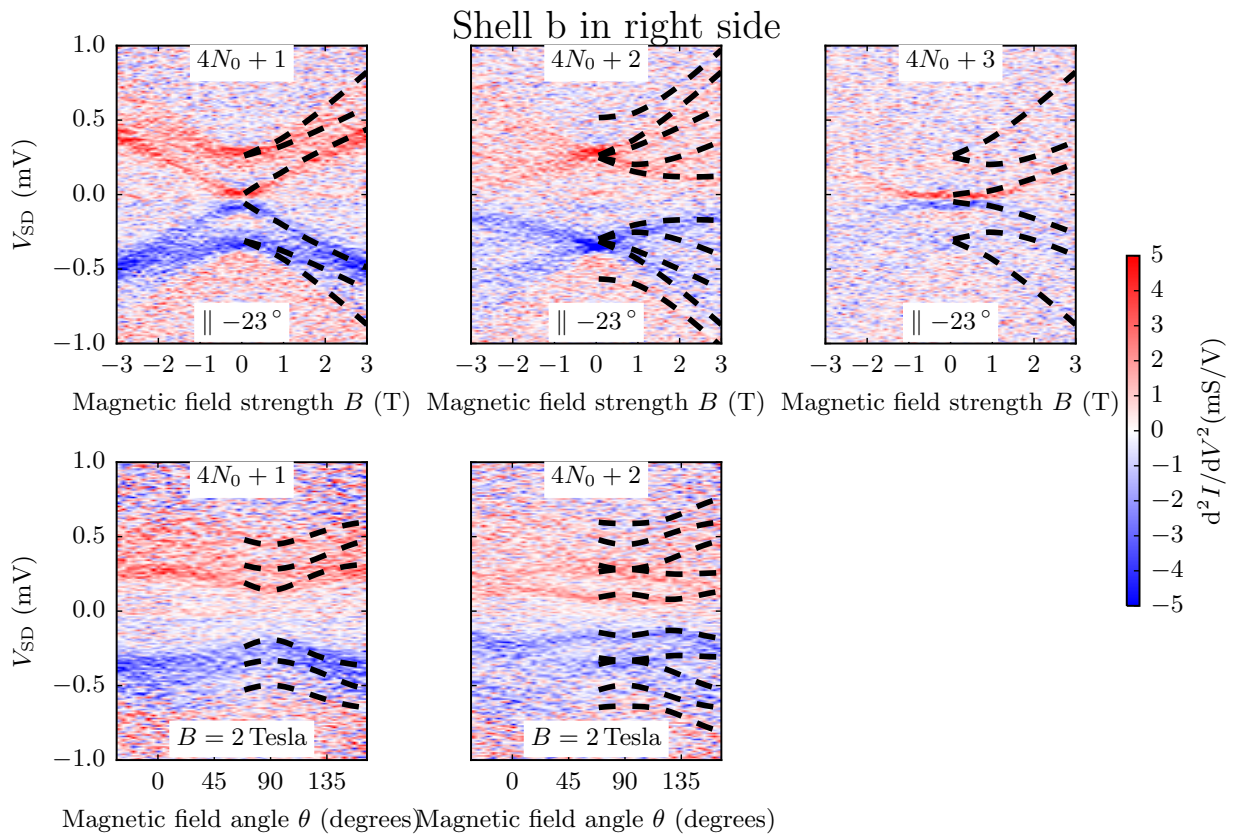 Shell b in right side
4N₀ + 1
4N₀ + 2
4N₀ + 3
1.0
0.5
0.0
−0.5
−1.0
V_SD (mV)
∥ −23°
∥ −23°
∥ −23°
−3 −2 −1 0 1 2 3
−3 −2 −1 0 1 2 3
−3 −2 −1 0 1 2 3
Magnetic field strength B (T)
Magnetic field strength B (T)
Magnetic field strength B (T)
5
4
3
2
1
0
−1
−2
−3
−4
−5
d²I/dV² (mS/V)
4N₀ + 1
4N₀ + 2
1.0
0.5
0.0
−0.5
−1.0
V_SD (mV)
B = 2 Tesla
B = 2 Tesla
0 45 90 135
0 45 90 135
Magnetic field angle θ (degrees)
Magnetic field angle θ (degrees)